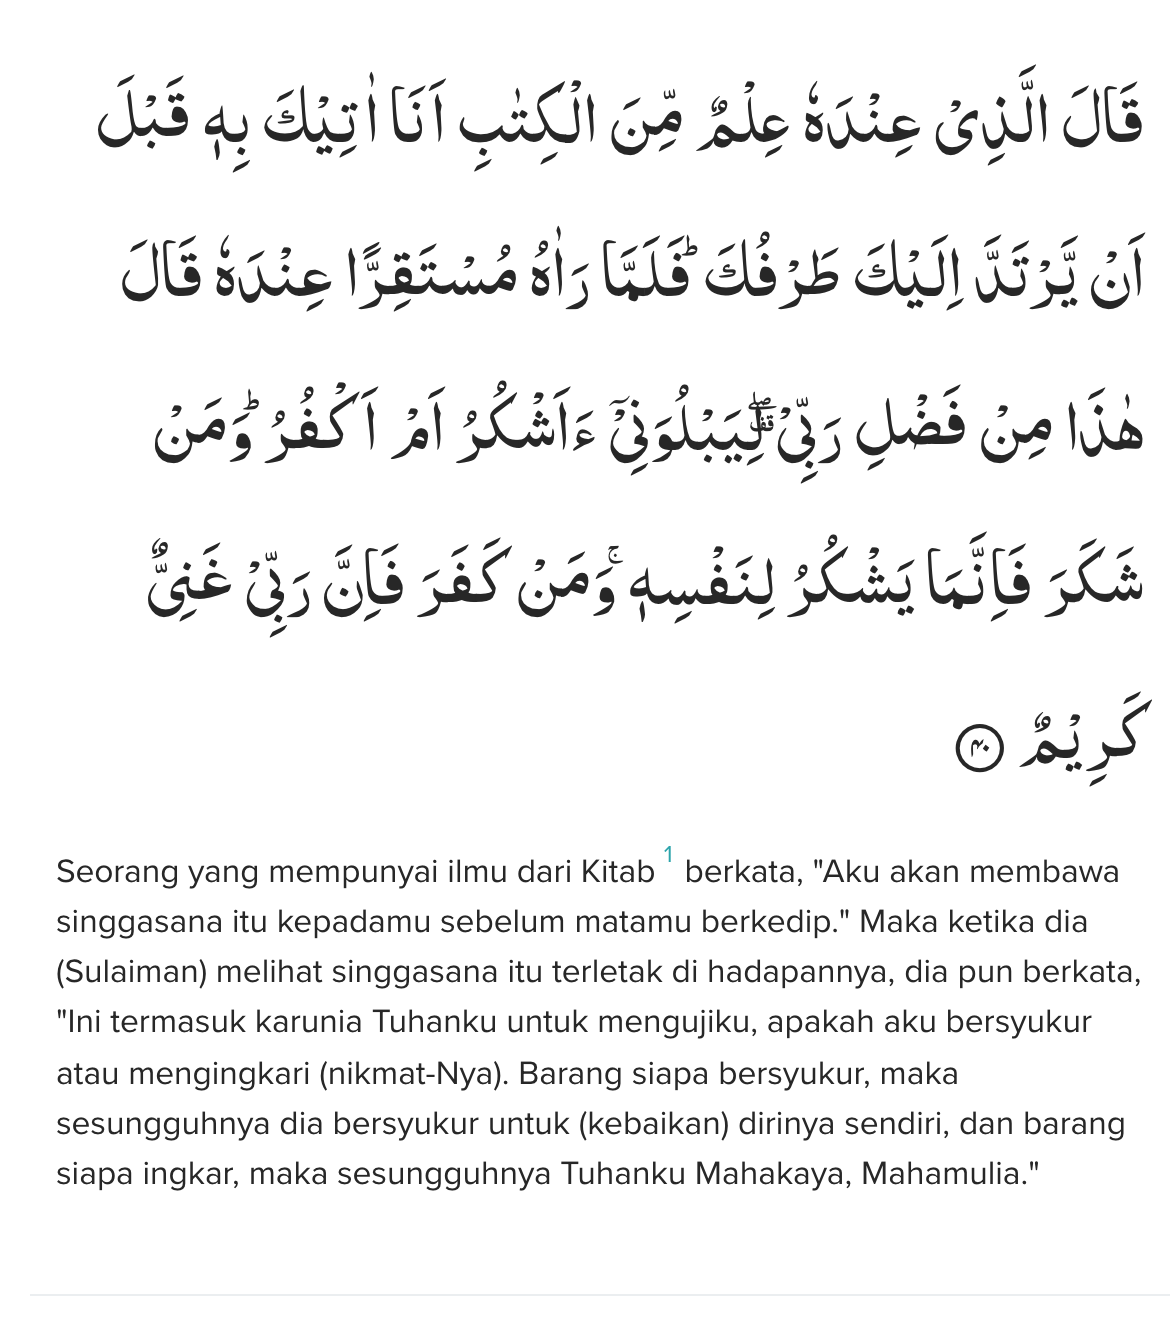 قَالَ الَّذِىْ عِنْدَهٗ عِلْمٌ مِّنَ الْكِتٰبِ اَنَا اٰتِيْكَ بِهٖ قَبْلَ
اَنْ يَّرْتَدَّ اِلَيْكَ طَرْفُكَ‌ؕ فَلَمَّا رَاٰهُ مُسْتَقِرًّا عِنْدَهٗ قَالَ
هٰذَا مِنْ فَضْلِ رَبِّىْ‌ۖقف لِيَبْلُوَنِىْٓ ءَاَشْكُرُ اَمْ اَكْفُرُ‌ؕ وَمَنْ
شَكَرَ فَاِنَّمَا يَشْكُرُ لِنَفْسِهٖ‌ۚ وَمَنْ كَفَرَ فَاِنَّ رَبِّىْ غَنِىٌّ
كَرِيْمٌ ۴۰
Seorang yang mempunyai ilmu dari Kitab 1 berkata, "Aku akan membawa
singgasana itu kepadamu sebelum matamu berkedip." Maka ketika dia
(Sulaiman) melihat singgasana itu terletak di hadapannya, dia pun berkata,
"Ini termasuk karunia Tuhanku untuk mengujiku, apakah aku bersyukur
atau mengingkari (nikmat-Nya). Barang siapa bersyukur, maka
sesungguhnya dia bersyukur untuk (kebaikan) dirinya sendiri, dan barang
siapa ingkar, maka sesungguhnya Tuhanku Mahakaya, Mahamulia."